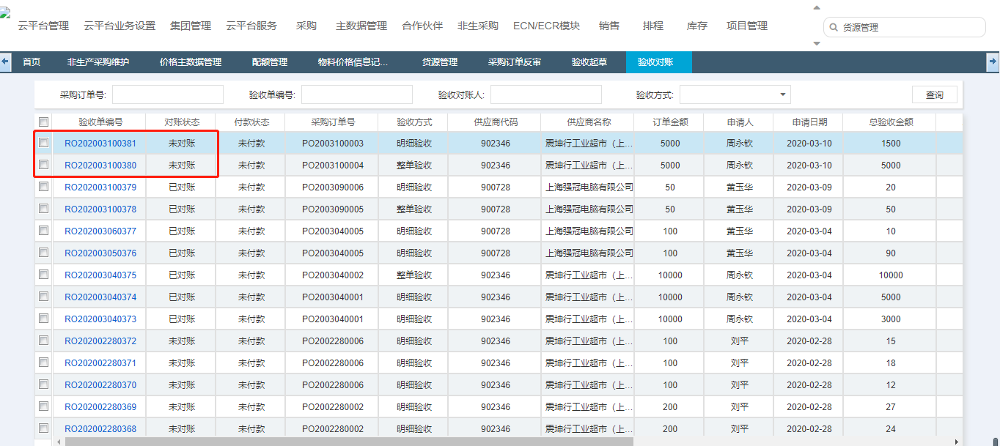 云平台管理 云平台业务设置 集团管理 云平台服务 采购 主数据管理 合作伙伴 非生采购 ECN/ECR模块 销售 排程 库存 项目管理 货源管理
首页 非生产采购维护 价格主数据管理 配额管理 物料价格信息记... 货源管理 采购订单反审 验收起草 验收对账
采购订单号: 验收单编号: 验收对账人: 验收方式: 查询
验收单编号 对账状态 付款状态 采购订单号 验收方式 供应商代码 供应商名称 订单金额 申请人 申请日期 总验收金额
RO202003100381 未对账 未付款 PO2003100003 明细验收 902346 震坤行工业超市（上... 5000 周永钦 2020-03-10 1500
RO202003100380 未对账 未付款 PO2003100004 整单验收 902346 震坤行工业超市（上... 5000 周永钦 2020-03-10 5000
RO202003100379 已对账 未付款 PO2003090006 明细验收 900728 上海强冠电脑有限公司 50 黄玉华 2020-03-09 20
RO202003100378 已对账 未付款 PO2003090005 整单验收 900728 上海强冠电脑有限公司 50 黄玉华 2020-03-09 50
RO202003060377 已对账 未付款 PO2003040005 明细验收 900728 上海强冠电脑有限公司 100 黄玉华 2020-03-04 10
RO202003050376 已对账 未付款 PO2003040005 明细验收 900728 上海强冠电脑有限公司 100 黄玉华 2020-03-04 90
RO202003040375 已对账 未付款 PO2003040002 整单验收 902346 震坤行工业超市（上... 10000 周永钦 2020-03-04 10000
RO202003040374 已对账 未付款 PO2003040001 明细验收 902346 震坤行工业超市（上... 10000 周永钦 2020-03-04 5000
RO202003040373 已对账 未付款 PO2003040001 明细验收 902346 震坤行工业超市（上... 10000 周永钦 2020-03-04 3000
RO202002280372 未对账 未付款 PO2002280006 明细验收 902346 震坤行工业超市（上... 100 刘平 2020-02-28 15
RO202002280371 未对账 未付款 PO2002280006 明细验收 902346 震坤行工业超市（上... 100 刘平 2020-02-28 18
RO202002280370 未对账 未付款 PO2002280006 明细验收 902346 震坤行工业超市（上... 100 刘平 2020-02-28 12
RO202002280369 未对账 未付款 PO2002280002 明细验收 902346 震坤行工业超市（上... 200 刘平 2020-02-28 27
RO202002280368 未对账 未付款 PO2002280002 明细验收 902346 震坤行工业超市（上... 200 刘平 2020-02-28 24